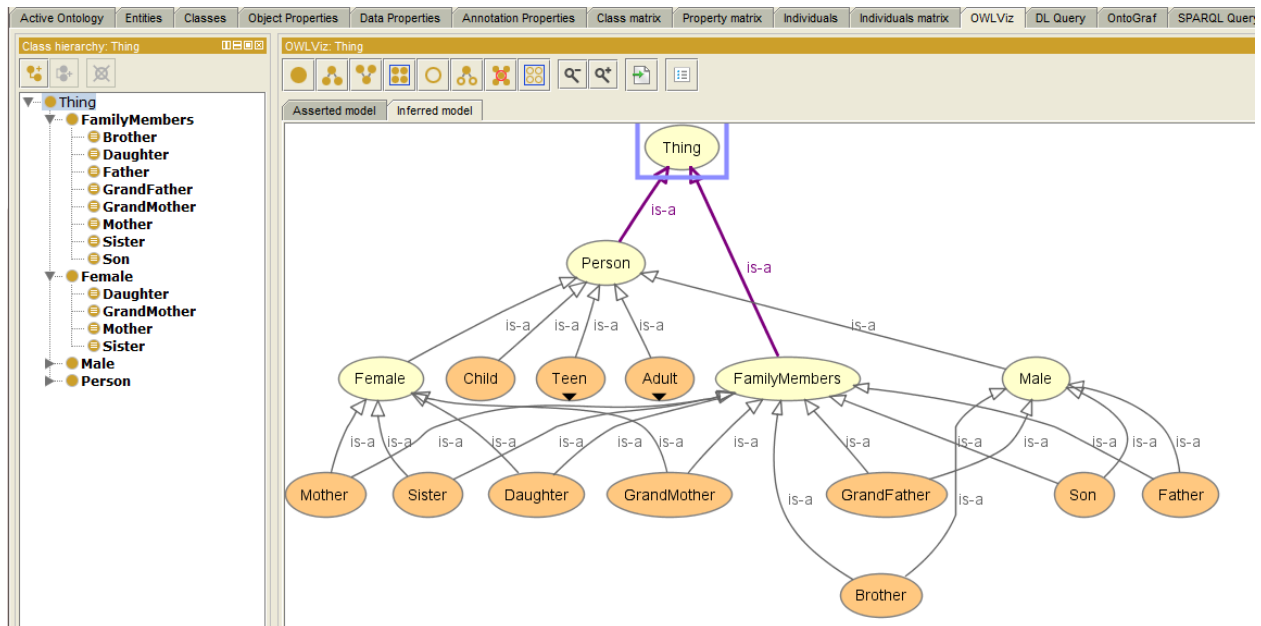 Active Ontology Entities Classes Object Properties Data Properties Annotation Properties Class matrix Property matrix Individuals Individuals matrix OWLViz DL Query OntoGraf SPARQL Query
Class hierarchy: Thing
OWLViz: Thing
Thing
FamilyMembers
Brother
Daughter
Father
GrandFather
GrandMother
Mother
Sister
Son
Female
Daughter
GrandMother
Mother
Sister
Male
Person
Asserted model Inferred model
Thing
is-a
Person
is-a
is-a is-a is-a is-a is-a
Female Child Teen Adult FamilyMembers Male
is-a is-a is-a is-a is-a is-a is-a is-a is-a is-a is-a is-a is-a
Mother Sister Daughter GrandMother GrandFather Son Father
is-a is-a
Brother